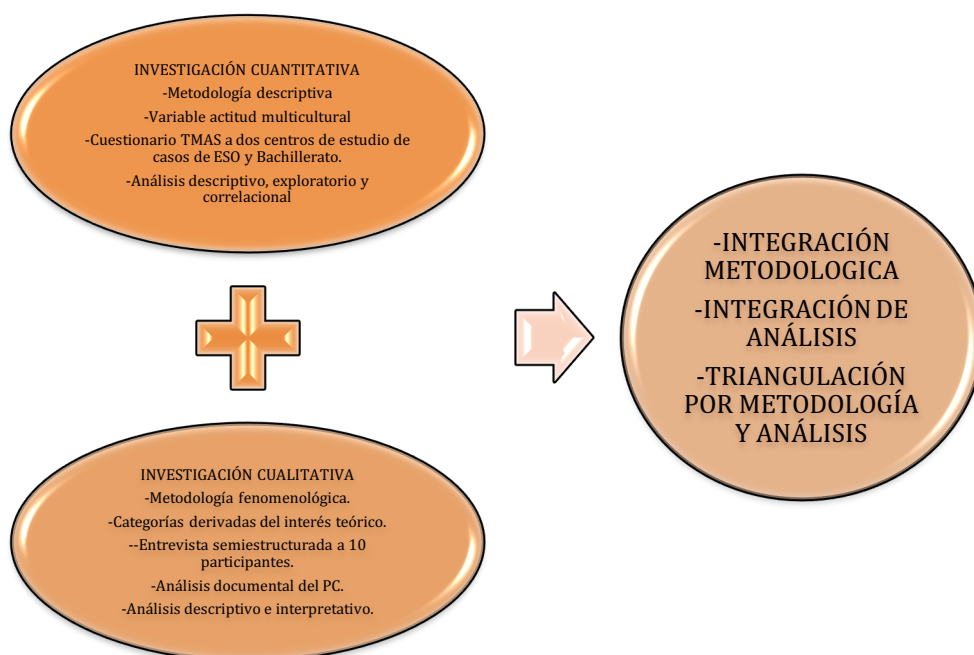 INVESTIGACIÓN CUANTITATIVA
-Metodología descriptiva
-Variable actitud multicultural
-Cuestionario TMAS a dos centros de estudio de
casos de ESO y Bachillerato.
-Análisis descriptivo, exploratorio y
correlacional
INVESTIGACIÓN CUALITATIVA
-Metodología fenomenológica.
-Categorías derivadas del interés teórico.
--Entrevista semiestructurada a 10
participantes.
-Análisis documental del PC.
-Análisis descriptivo e interpretativo.
-INTEGRACIÓN
METODOLOGICA
-INTEGRACIÓN DE
ANÁLISIS
-TRIANGULACIÓN
POR METODOLOGÍA
Y ANÁLISIS